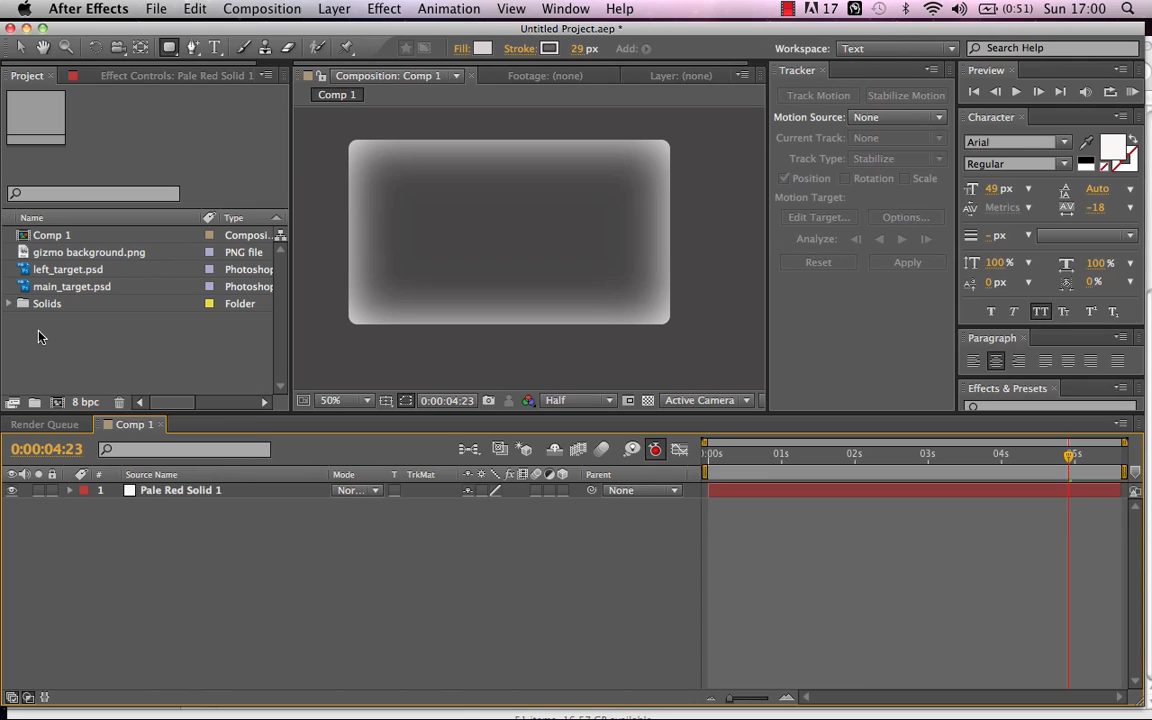 After Effects File Edit Composition Layer Effect Animation View Window Help 17 (0:51) Sun 17:00
Untitled Project.aep *
Fill: Stroke: 29 px Add: Workspace: Text Search Help
Project Effect Controls: Pale Red Solid 1 Composition: Comp 1 Footage: (none) Layer: (none) Tracker Preview
Comp 1
Track Motion Stabilize Motion
Motion Source: None
Current Track: None
Track Type: Stabilize
Position Rotation Scale
Motion Target:
Edit Target... Options...
Analyze:
Reset Apply
Character
Arial
Regular
49 px Auto
Metrics -18
- px
100 % 100 %
0 px 0 %
T T TT Tt T¹ T₁
Paragraph
Effects & Presets
Name Type
Comp 1 Composi...
gizmo background.png PNG file
left_target.psd Photoshop
main_target.psd Photoshop
Solids Folder
8 bpc
50% 0:00:04:23 Half Active Camera
Render Queue Comp 1
0:00:04:23
:00s 01s 02s 03s 04s 05s
# Source Name Mode T TrkMat Parent
1 Pale Red Solid 1 Nor... None